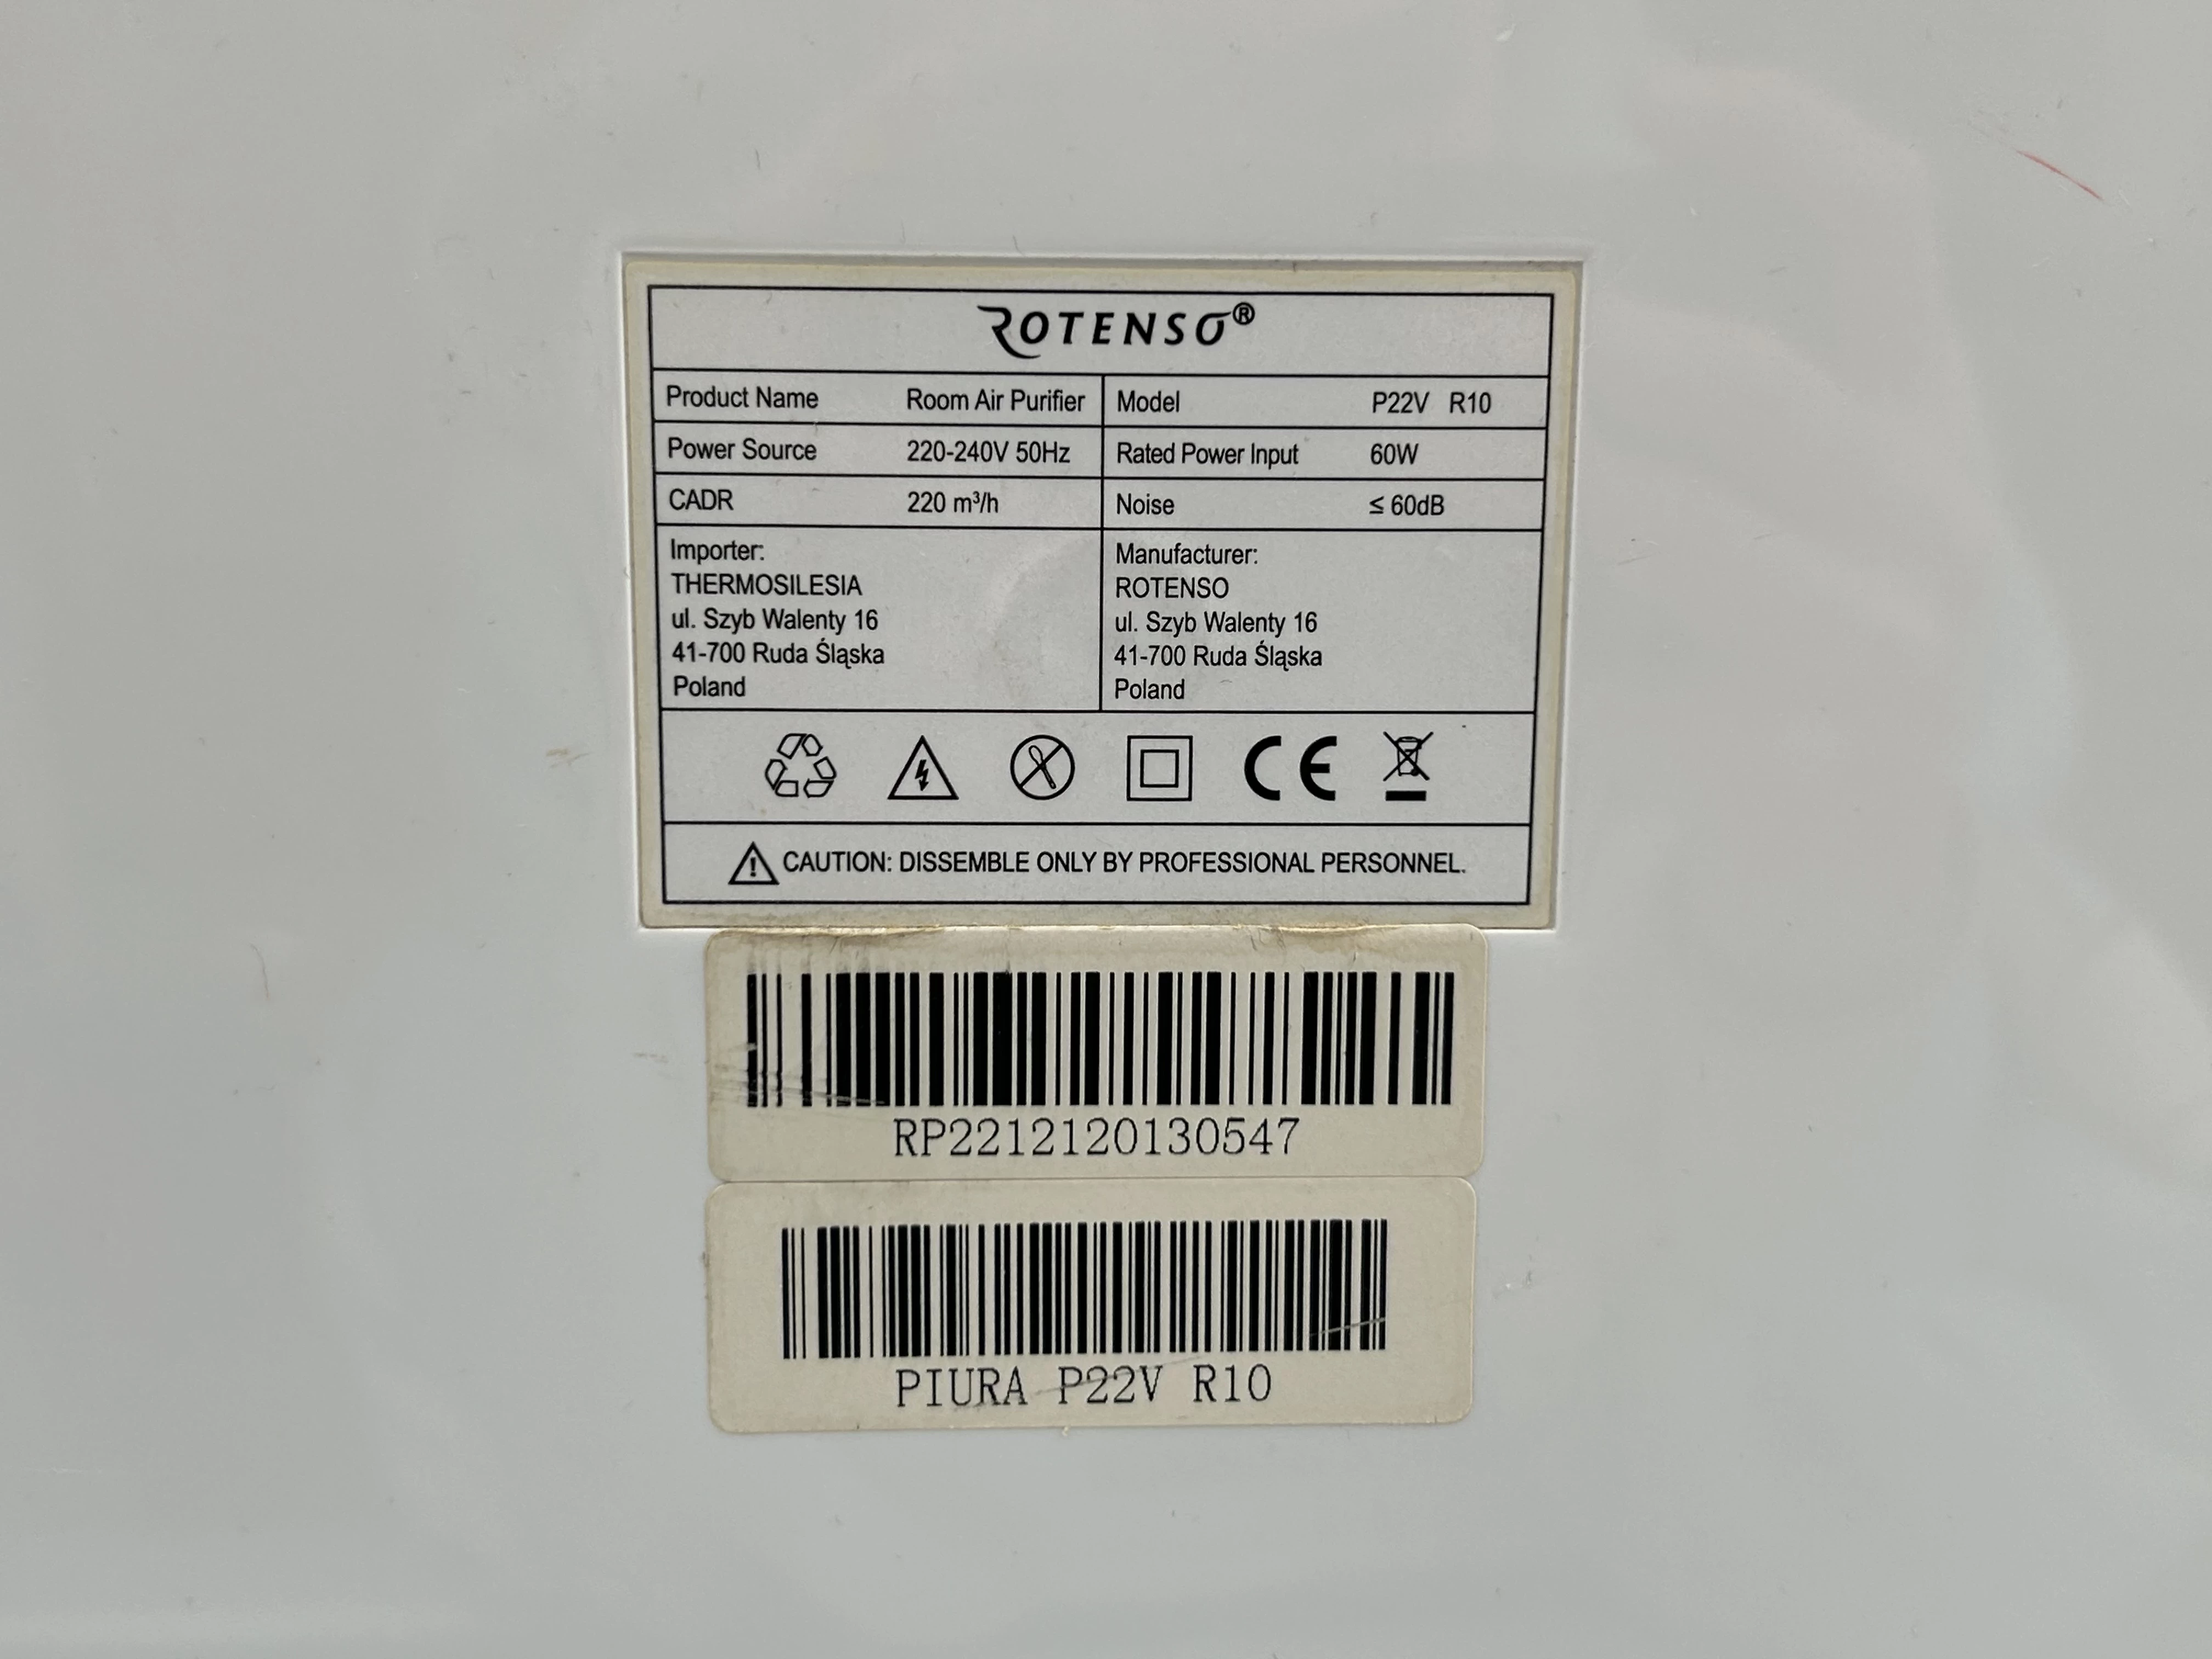 ROTENSO®
Product Name Room Air Purifier Model P22V R10
Power Source 220-240V 50Hz Rated Power Input 60W
CADR 220 m³/h Noise ≤ 60dB
Importer:
THERMOSILESIA
ul. Szyb Walenty 16
41-700 Ruda Śląska
Poland
Manufacturer:
ROTENSO
ul. Szyb Walenty 16
41-700 Ruda Śląska
Poland
CE
CAUTION: DISSEMBLE ONLY BY PROFESSIONAL PERSONNEL.
RP2212120130547
PIURA P22V R10